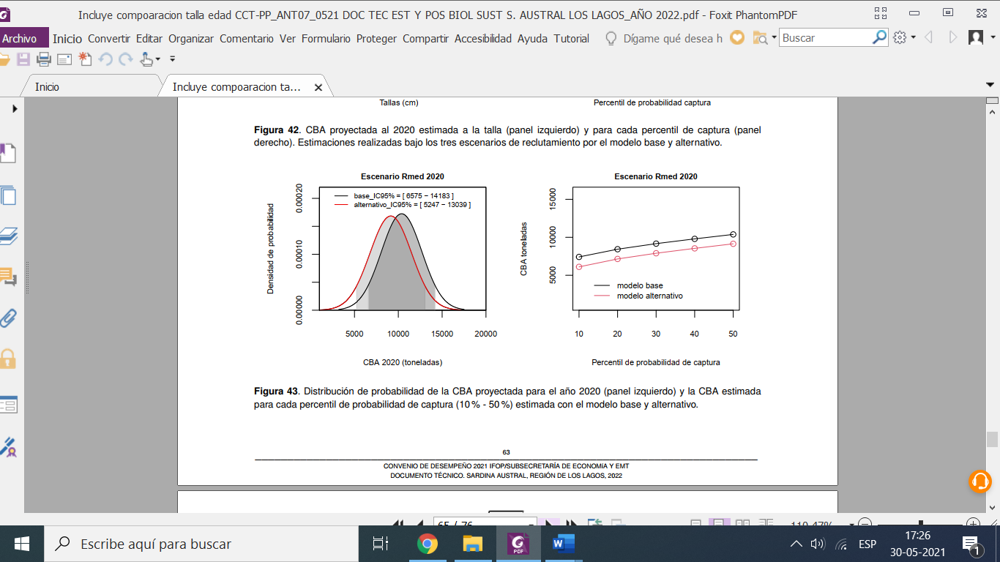 Incluye compoaracion talla edad CCT-PP_ANT07_0521 DOC TEC EST Y POS BIOL SUST S. AUSTRAL LOS LAGOS_AÑO 2022.pdf - Foxit PhantomPDF
Archivo Inicio Convertir Editar Organizar Comentario Ver Formulario Proteger Compartir Accesibilidad Ayuda Tutorial Dígame qué desea h Buscar
Inicio Incluye compoaracion ta...
Tallas (cm) Percentil de probabilidad captura
Figura 42. CBA proyectada al 2020 estimada a la talla (panel izquierdo) y para cada percentil de captura (panel
derecho). Estimaciones realizadas bajo los tres escenarios de reclutamiento por el modelo base y alternativo.
Escenario Rmed 2020
base_IC95% = [ 6575 − 14183 ]
alternativo_IC95% = [ 5247 − 13039 ]
Densidad de probabilidad
0.00020
0.00010
0.00000
5000 10000 15000 20000
CBA 2020 (toneladas)
Escenario Rmed 2020
CBA toneladas
15000
10000
5000
modelo base
modelo alternativo
10 20 30 40 50
Percentil de probabilidad de captura
Figura 43. Distribución de probabilidad de la CBA proyectada para el año 2020 (panel izquierdo) y la CBA estimada
para cada percentil de probabilidad de captura (10 % - 50 %) estimada con el modelo base y alternativo.
63
CONVENIO DE DESEMPEÑO 2021 IFOP/SUBSECRETARÍA DE ECONOMíA Y EMT
DOCUMENTO TÉCNICO. SARDINA AUSTRAL, REGIÓN DE LOS LAGOS, 2022
65 / 76 110.47%
Escribe aquí para buscar
PDF
W
ESP
17:26
30-05-2021
1